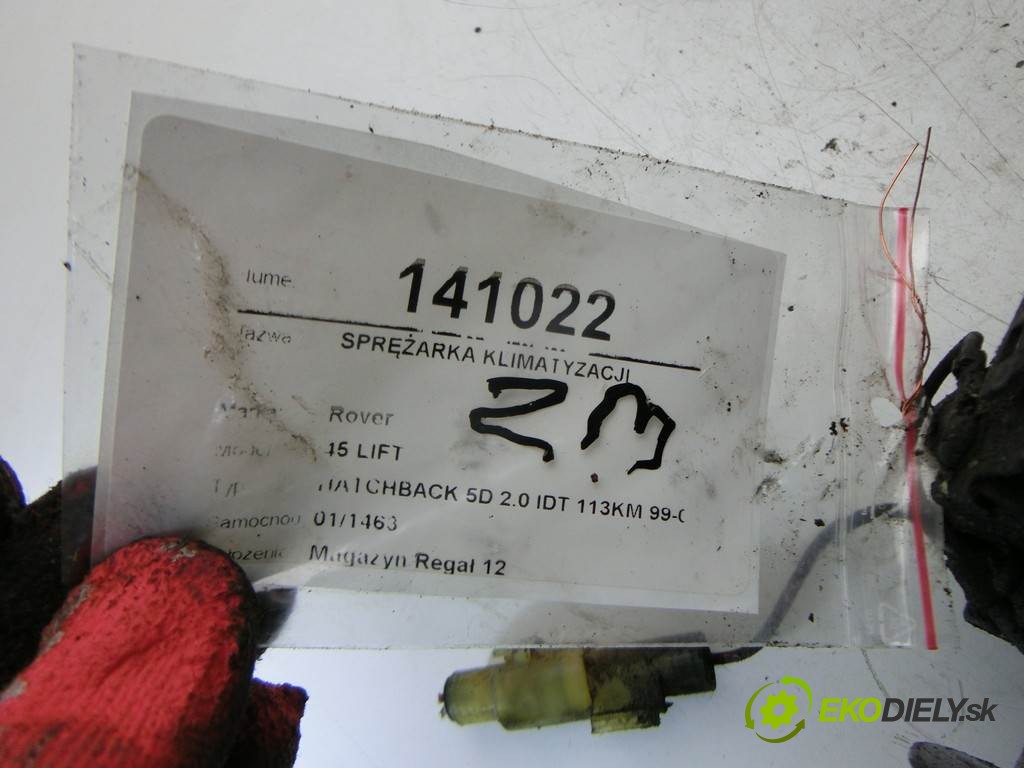 141022
SPRĘŻARKA KLIMATYZACJI
ZM
Rover
45 LIFT
HATCHBACK 5D 2.0 IDT 113KM 99-0
01/1463
Magazyn Regał 12
EKODIELY.sk